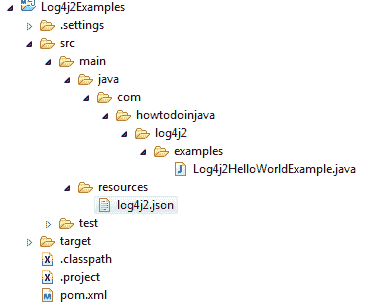 Log4j2Examples
.settings
src
main
java
com
howtodoinjava
log4j2
examples
Log4j2HelloWorldExample.java
resources
log4j2.json
test
target
.classpath
.project
pom.xml